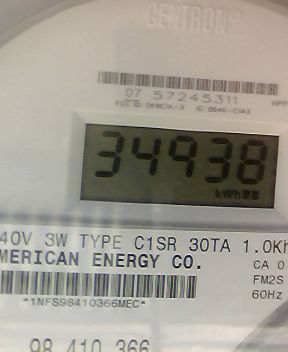 CENTRON®
07 57245311
34938
kWh
40V 3W TYPE C1SR 30TA 1.0Kh
MERICAN ENERGY CO.
CA 0
FM2S
60Hz
*1NFS98410366MEC*
98 410 366